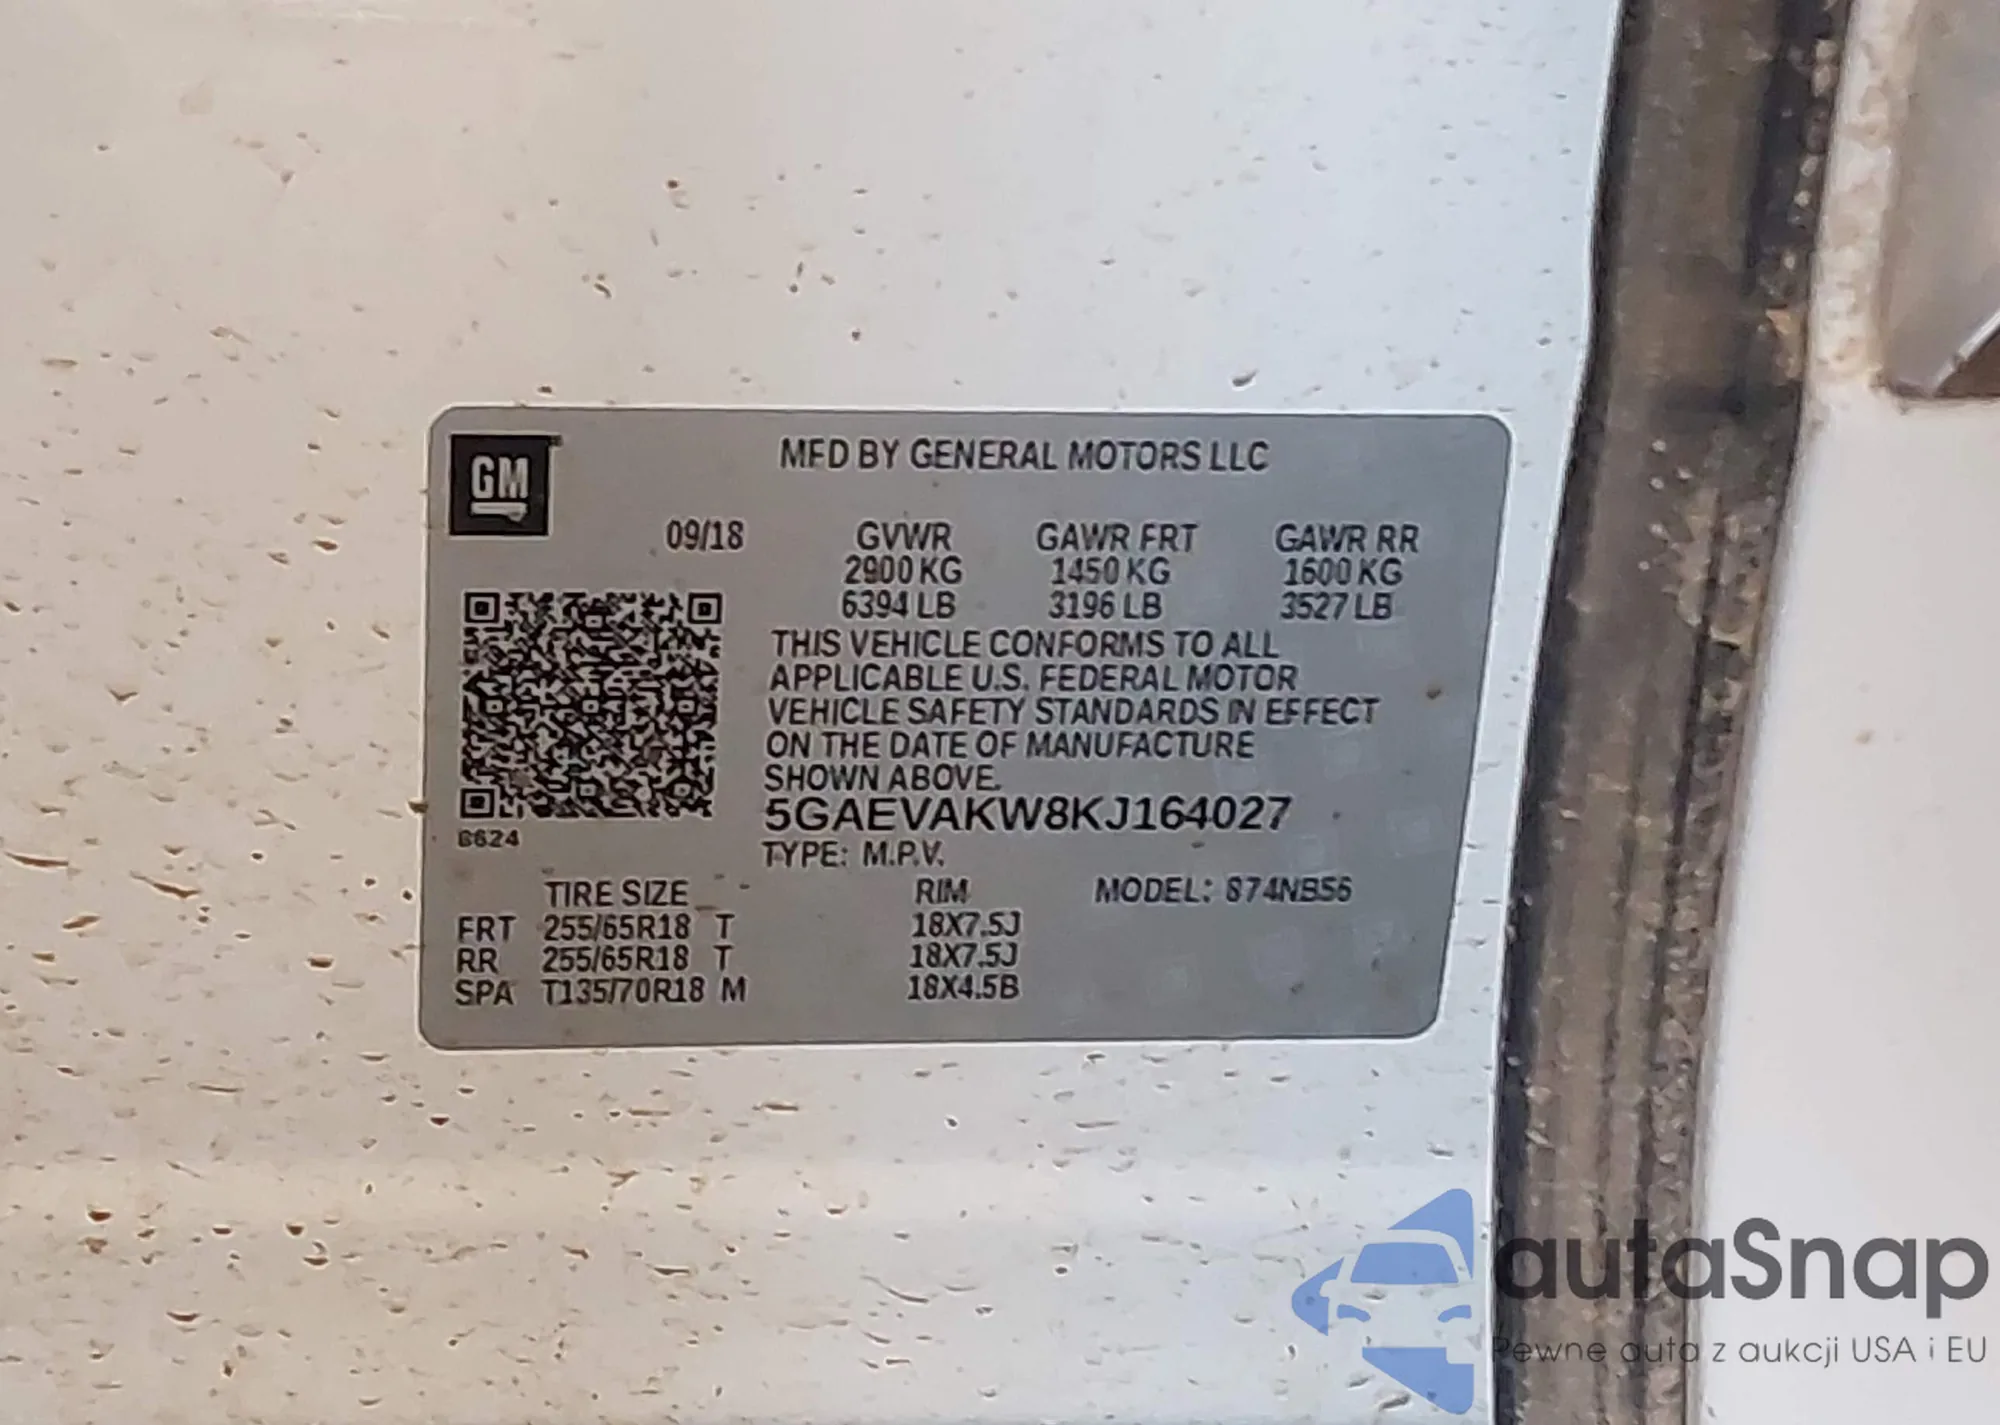 GM
MFD BY GENERAL MOTORS LLC
09/18 GVWR GAWR FRT GAWR RR
2900 KG 1450 KG 1600 KG
6394 LB 3196 LB 3527 LB
THIS VEHICLE CONFORMS TO ALL
APPLICABLE U.S. FEDERAL MOTOR
VEHICLE SAFETY STANDARDS IN EFFECT
ON THE DATE OF MANUFACTURE
SHOWN ABOVE.
5GAEVAKW8KJ164027
TYPE: M.P.V.
TIRE SIZE RIM MODEL: 874NB56
FRT 255/65R18 T 18X7.5J
RR 255/65R18 T 18X7.5J
SPA T135/70R18 M 18X4.5B
autaSnap
Pewne auta z aukcji USA i EU